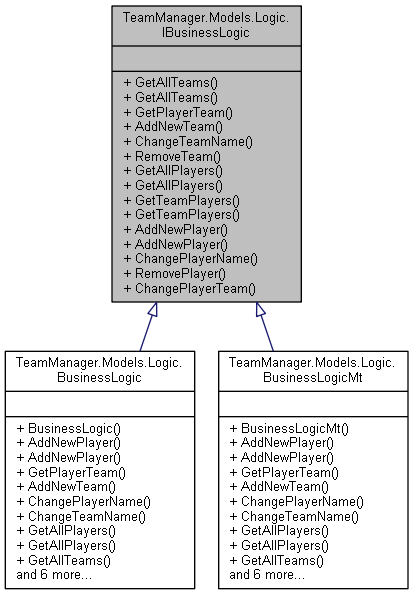 TeamManager.Models.Logic.
IBusinessLogic
+ GetAllTeams()
+ GetAllTeams()
+ GetPlayerTeam()
+ AddNewTeam()
+ ChangeTeamName()
+ RemoveTeam()
+ GetAllPlayers()
+ GetAllPlayers()
+ GetTeamPlayers()
+ GetTeamPlayers()
+ AddNewPlayer()
+ AddNewPlayer()
+ ChangePlayerName()
+ RemovePlayer()
+ ChangePlayerTeam()
TeamManager.Models.Logic.
BusinessLogic
+ BusinessLogic()
+ AddNewPlayer()
+ AddNewPlayer()
+ GetPlayerTeam()
+ AddNewTeam()
+ ChangePlayerName()
+ ChangeTeamName()
+ GetAllPlayers()
+ GetAllPlayers()
+ GetAllTeams()
and 6 more...
TeamManager.Models.Logic.
BusinessLogicMt
+ BusinessLogicMt()
+ AddNewPlayer()
+ AddNewPlayer()
+ GetPlayerTeam()
+ AddNewTeam()
+ ChangePlayerName()
+ ChangeTeamName()
+ GetAllPlayers()
+ GetAllPlayers()
+ GetAllTeams()
and 6 more...